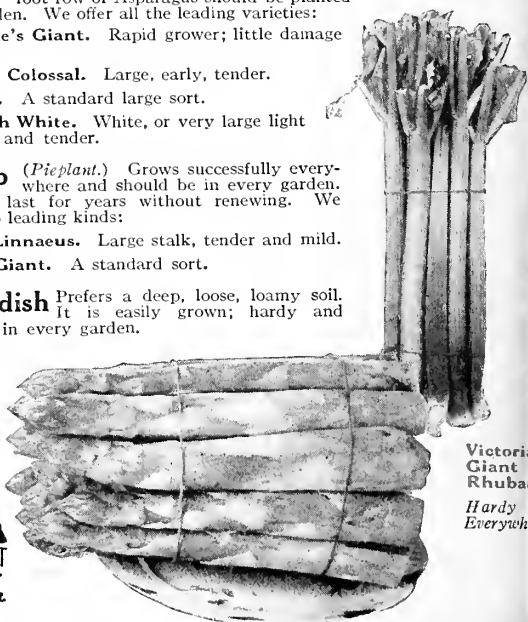 foot row of Asparagus should be planted
len. We offer all the leading varieties:
e's Giant. Rapid grower; little damage
Colossal. Large, early, tender.
A standard large sort.
h White. White, or very large light
and tender.
(Pieplant.) Grows successfully every-
where and should be in every garden.
last for years without renewing. We
leading kinds:
Linnaeus. Large stalk, tender and mild.
Giant. A standard sort.
dish Prefers a deep, loose, loamy soil.
It is easily grown; hardy and
in every garden.
Victoria
Giant
Rhuba
Hardy
Everywh